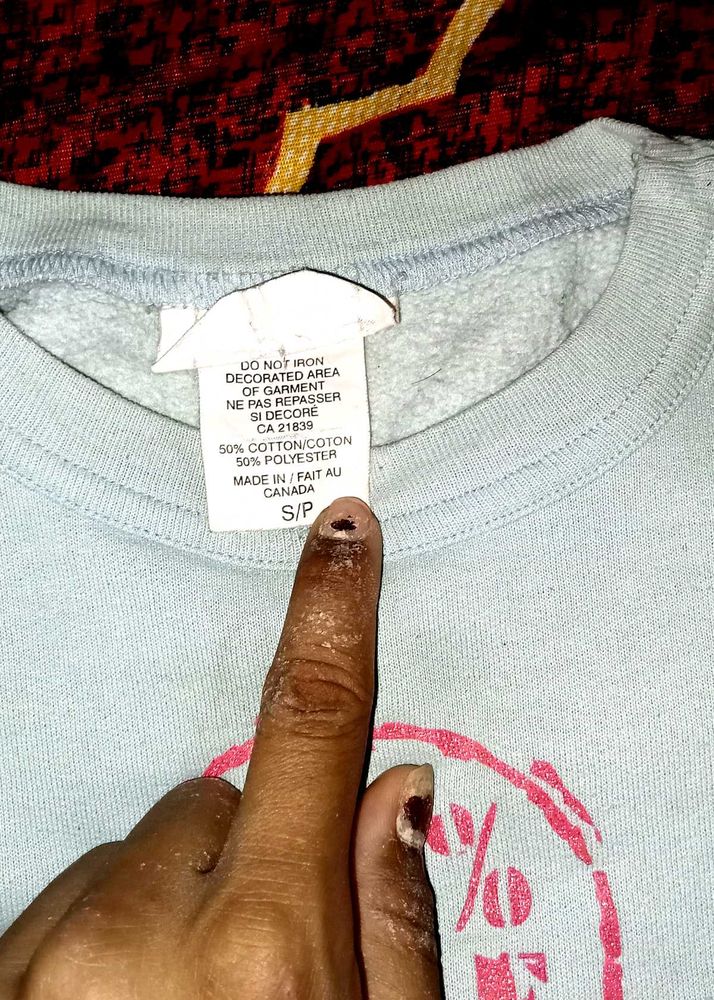 DO NOT IRON
DECORATED AREA
OF GARMENT
NE PAS REPASSER
SI DECORÉ
CA 21839
50% COTTON/COTON
50% POLYESTER
MADE IN / FAIT AU
CANADA
S/P
%